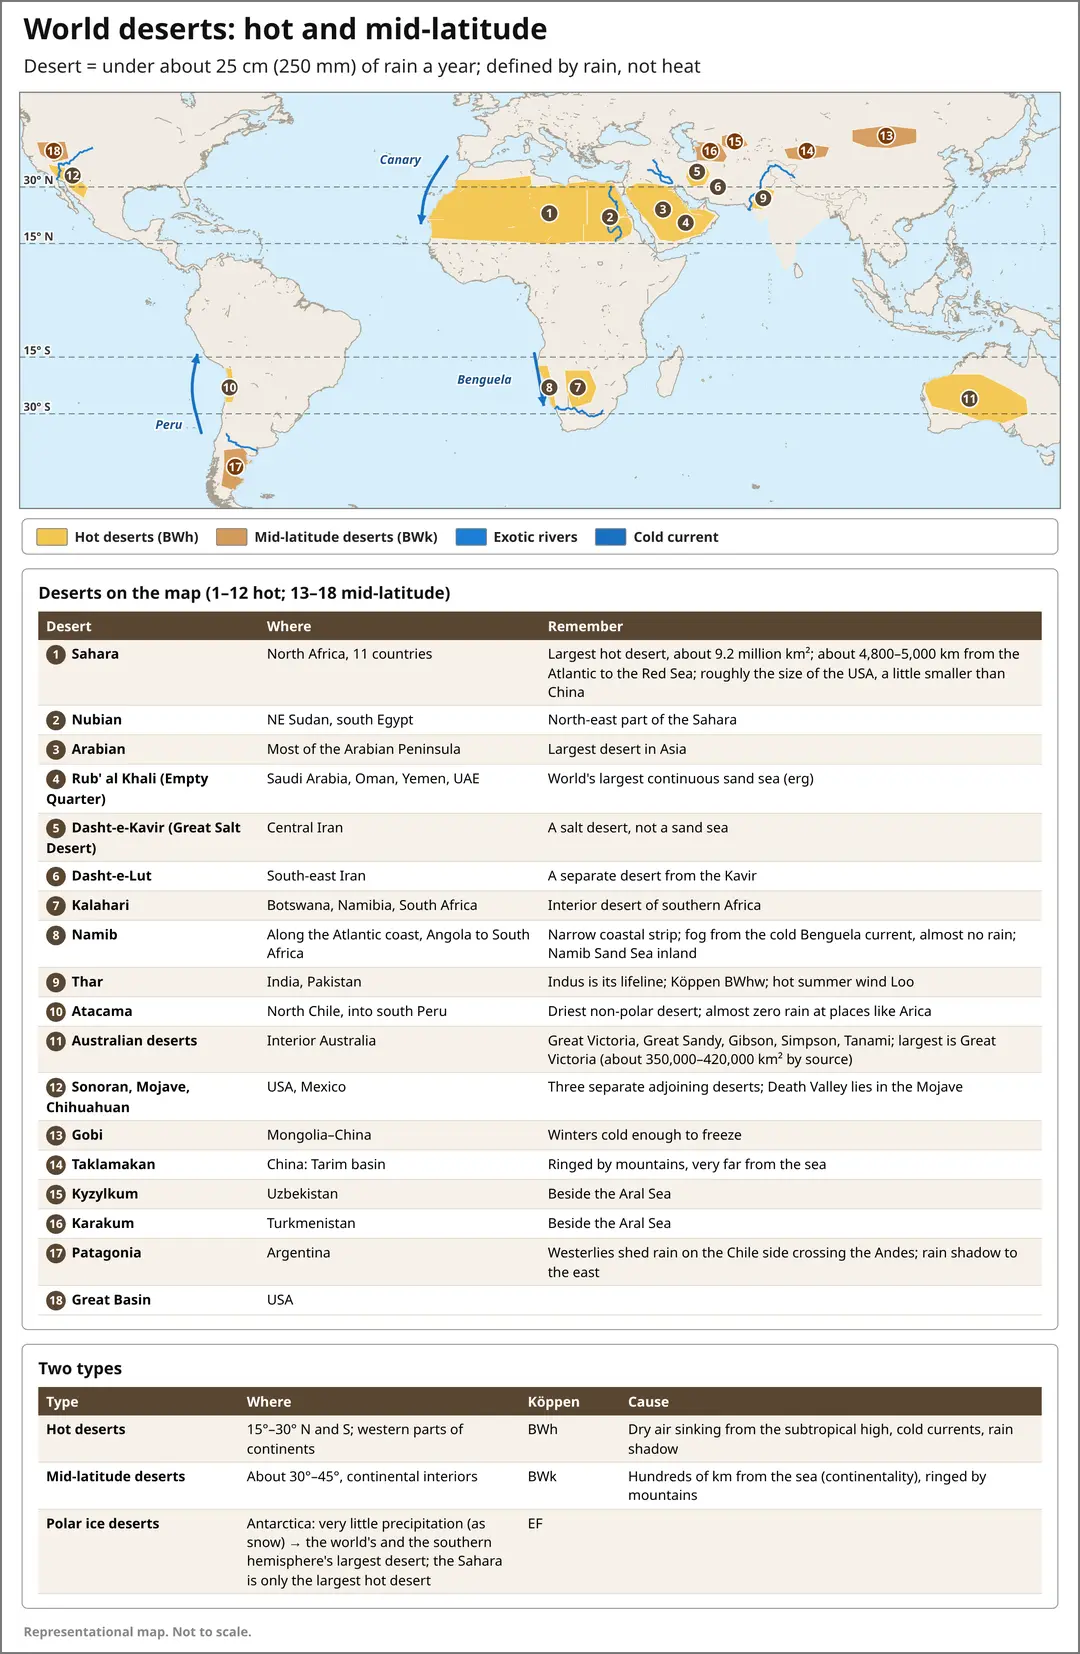 World deserts: hot and mid-latitude
Desert = under about 25 cm (250 mm) of rain a year; defined by rain, not heat
18
12
30° N
15° N
15° S
30° S
Canary
1
2
3
4
5
6
9
16
15
14
13
10
Peru
17
Benguela
8
7
11
Hot deserts (BWh)
Mid-latitude deserts (BWk)
Exotic rivers
Cold current
Deserts on the map (1–12 hot; 13–18 mid-latitude)
Desert Where Remember
1 Sahara North Africa, 11 countries Largest hot desert, about 9.2 million km²; about 4,800–5,000 km from the
Atlantic to the Red Sea; roughly the size of the USA, a little smaller than
China
2 Nubian NE Sudan, south Egypt North-east part of the Sahara
3 Arabian Most of the Arabian Peninsula Largest desert in Asia
4 Rub' al Khali (Empty Saudi Arabia, Oman, Yemen, UAE World's largest continuous sand sea (erg)
Quarter)
5 Dasht-e-Kavir (Great Salt Central Iran A salt desert, not a sand sea
Desert)
6 Dasht-e-Lut South-east Iran A separate desert from the Kavir
7 Kalahari Botswana, Namibia, South Africa Interior desert of southern Africa
8 Namib Along the Atlantic coast, Angola to South Narrow coastal strip; fog from the cold Benguela current, almost no rain;
Africa Namib Sand Sea inland
9 Thar India, Pakistan Indus is its lifeline; Köppen BWhw; hot summer wind Loo
10 Atacama North Chile, into south Peru Driest non-polar desert; almost zero rain at places like Arica
11 Australian deserts Interior Australia Great Victoria, Great Sandy, Gibson, Simpson, Tanami; largest is Great
Victoria (about 350,000–420,000 km² by source)
12 Sonoran, Mojave, USA, Mexico Three separate adjoining deserts; Death Valley lies in the Mojave
Chihuahuan
13 Gobi Mongolia–China Winters cold enough to freeze
14 Taklamakan China: Tarim basin Ringed by mountains, very far from the sea
15 Kyzylkum Uzbekistan Beside the Aral Sea
16 Karakum Turkmenistan Beside the Aral Sea
17 Patagonia Argentina Westerlies shed rain on the Chile side crossing the Andes; rain shadow to
the east
18 Great Basin USA
Two types
Type Where Köppen Cause
Hot deserts 15°–30° N and S; western parts of BWh Dry air sinking from the subtropical high, cold currents, rain
continents shadow
Mid-latitude deserts About 30°–45°, continental interiors BWk Hundreds of km from the sea (continentality), ringed by
mountains
Polar ice deserts Antarctica: very little precipitation (as EF
snow) → the world's and the southern
hemisphere's largest desert; the Sahara
is only the largest hot desert
Representational map. Not to scale.